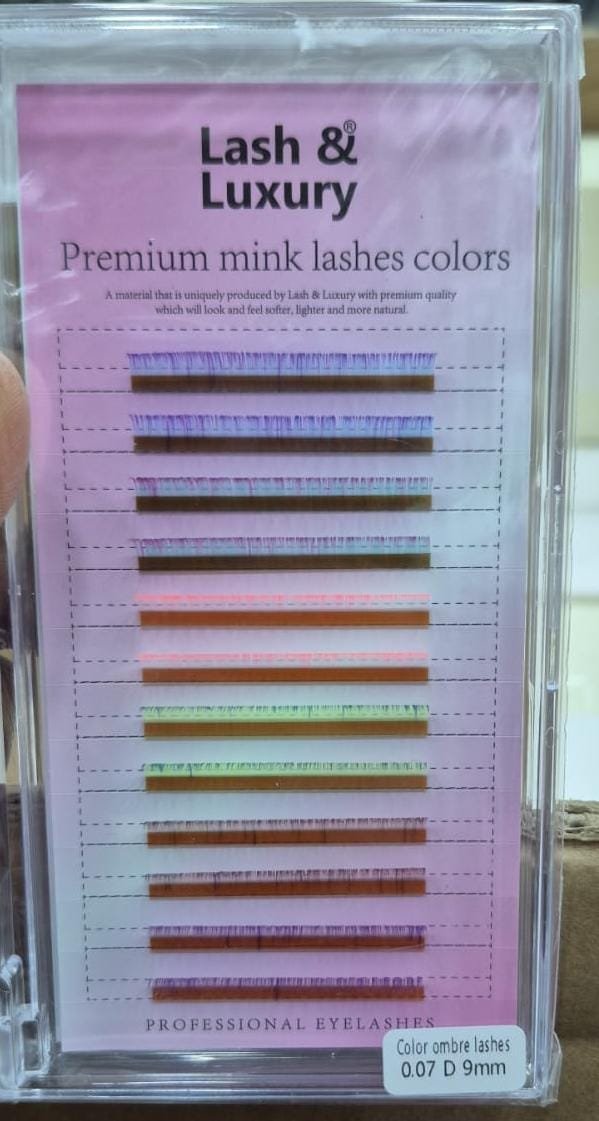 Lash & ®
Luxury
Premium mink lashes colors
A material that is uniquely produced by Lash & Luxury with premium quality
which will look and feel softer, lighter and more natural.
PROFESSIONAL EYELASHES
Color ombre lashes
0.07 D 9mm